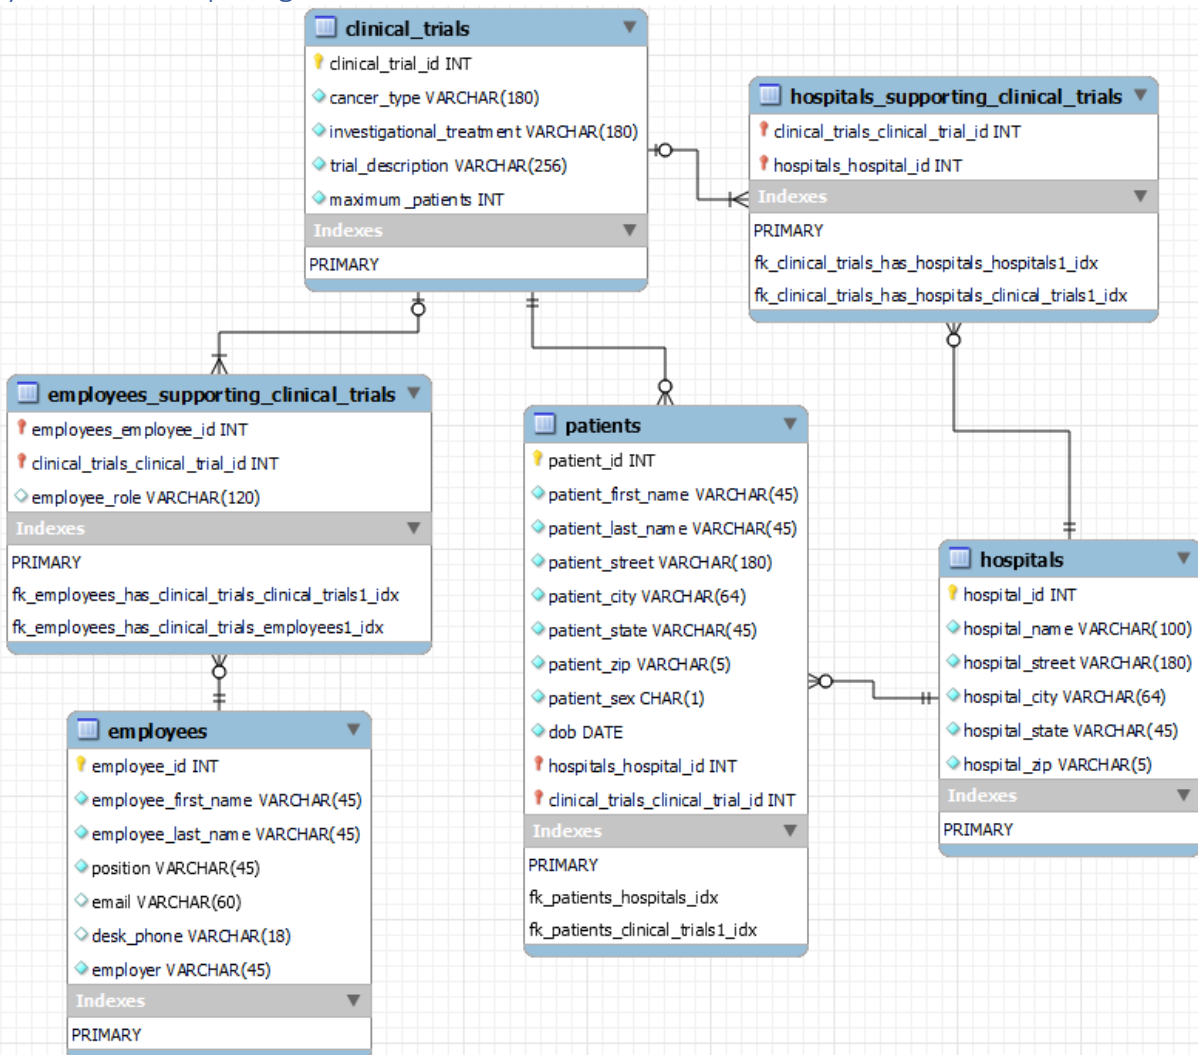 clinical_trials
clinical_trial_id INT
cancer_type VARCHAR(180)
investigational_treatment VARCHAR(180)
trial_description VARCHAR(256)
maximum_patients INT
Indexes
PRIMARY
hospitals_supporting_clinical_trials
clinical_trials_clinical_trial_id INT
hospitals_hospital_id INT
Indexes
PRIMARY
fk_clinical_trials_has_hospitals_hospitals1_idx
fk_clinical_trials_has_hospitals_clinical_trials1_idx
employees_supporting_clinical_trials
employees_employee_id INT
clinical_trials_clinical_trial_id INT
employee_role VARCHAR(120)
Indexes
PRIMARY
fk_employees_has_clinical_trials_clinical_trials1_idx
fk_employees_has_clinical_trials_employees1_idx
patients
patient_id INT
patient_first_name VARCHAR(45)
patient_last_name VARCHAR(45)
patient_street VARCHAR(180)
patient_city VARCHAR(64)
patient_state VARCHAR(45)
patient_zip VARCHAR(5)
patient_sex CHAR(1)
dob DATE
hospitals_hospital_id INT
clinical_trials_clinical_trial_id INT
Indexes
PRIMARY
fk_patients_hospitals_idx
fk_patients_clinical_trials1_idx
hospitals
hospital_id INT
hospital_name VARCHAR(100)
hospital_street VARCHAR(180)
hospital_city VARCHAR(64)
hospital_state VARCHAR(45)
hospital_zip VARCHAR(5)
Indexes
PRIMARY
employees
employee_id INT
employee_first_name VARCHAR(45)
employee_last_name VARCHAR(45)
position VARCHAR(45)
email VARCHAR(60)
desk_phone VARCHAR(18)
employer VARCHAR(45)
Indexes
PRIMARY